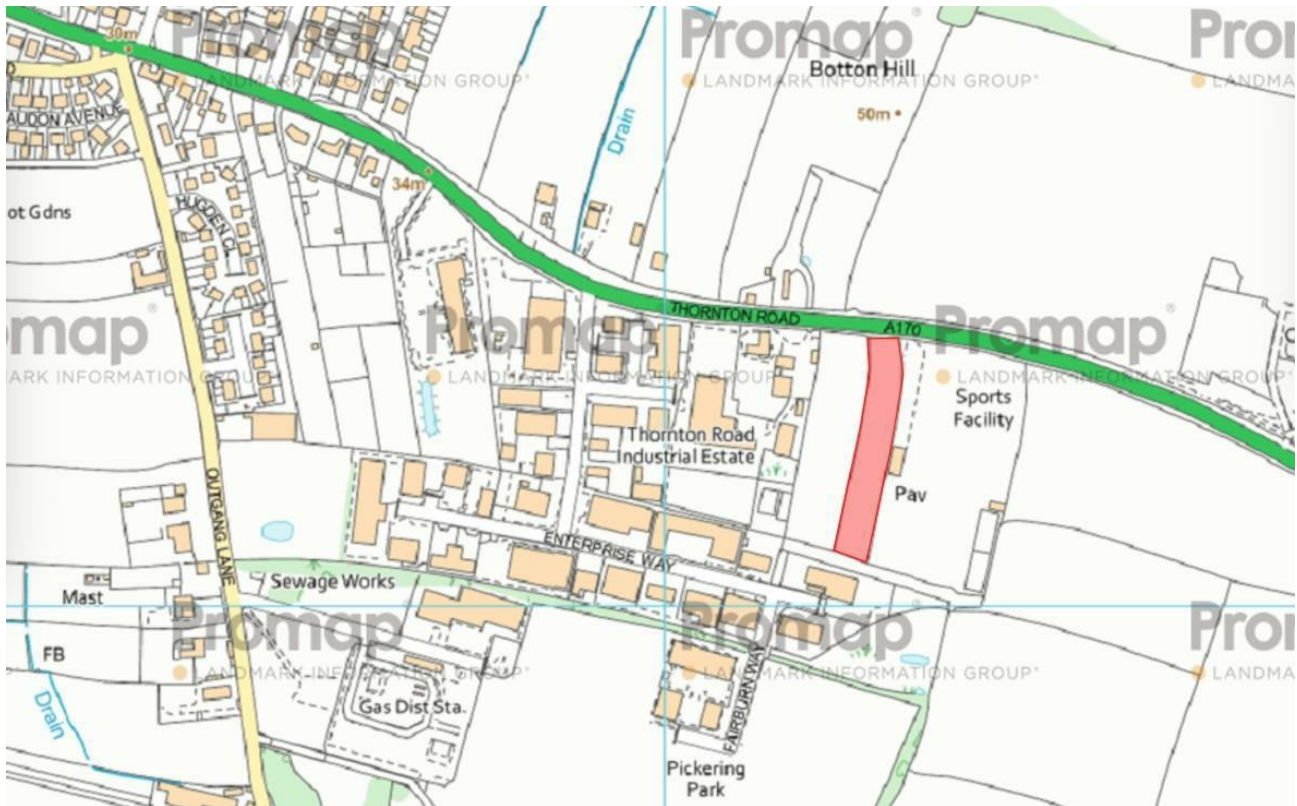 30m
Promap
LANDMARK INFORMATION GROUP
Promap
LANDMARK INFORMATION GROUP
Pro
LANDMA
Botton Hill
50m
AUDON AVENUE
Drain
34m
ot Gdns
HUGDEN CL
THORNTON ROAD
A170
omap
ARK INFORMATION GROUP
Promap
LANDMARK INFORMATION GROUP
Promap
LANDMARK INFORMATION GROUP
Sports
Facility
Thornton Road
Industrial Estate
Pav
OUTGANG LANE
ENTERPRISE WAY
Sewage Works
Mast
Promap
LANDMARK INFORMATION GROUP
Promap
LANDMARK INFORMATION GROUP
Pro
LANDMA
FB
Drain
Gas Dist Sta
FAIRBURN WAY
Pickering
Park